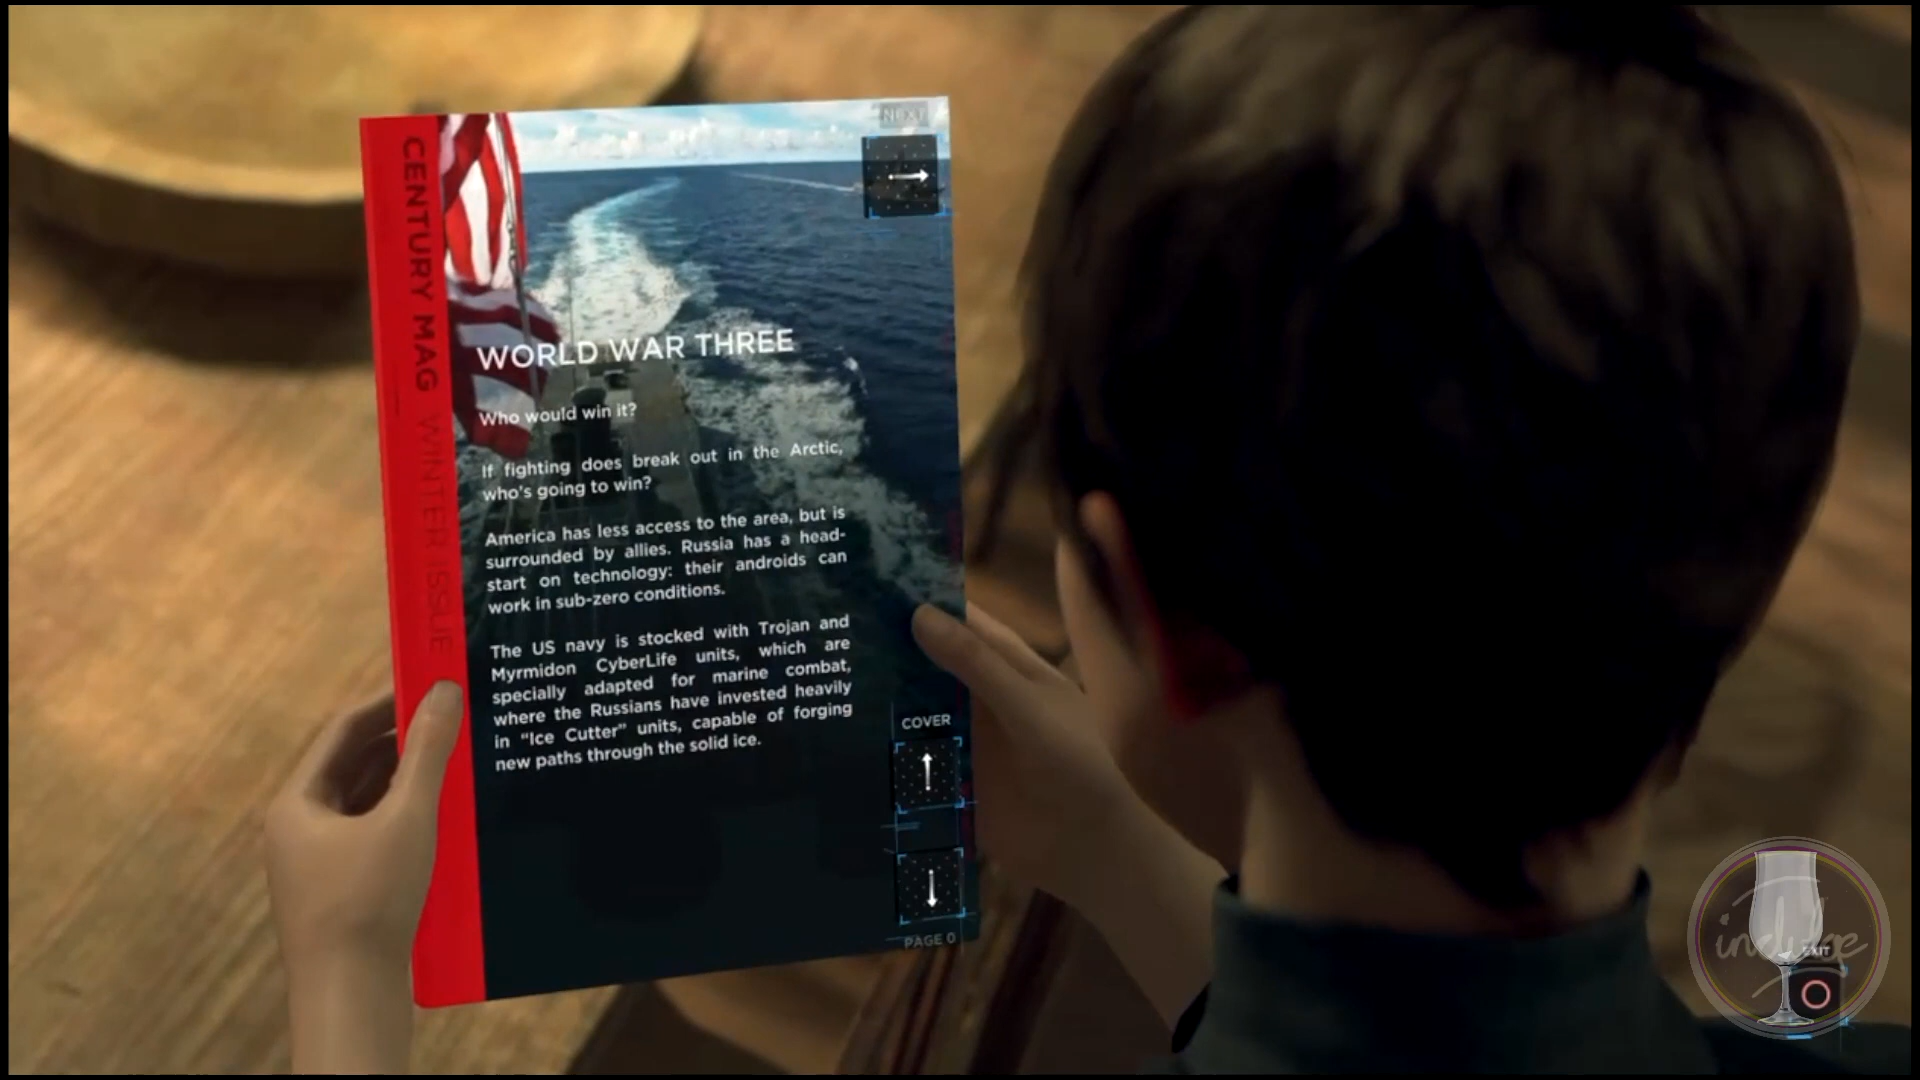 CENTURY MAG WINTER ISSUE
NEXT
WORLD WAR THREE
Who would win it?
If fighting does break out in the Arctic,
who's going to win?
America has less access to the area, but is
surrounded by allies. Russia has a head-
start on technology: their androids can
work in sub-zero conditions.
The US navy is stocked with Trojan and
Myrmidon CyberLife units, which are
specially adapted for marine combat,
where the Russians have invested heavily
in “Ice Cutter” units, capable of forging
new paths through the solid ice.
COVER
PAGE 0
indulge
EXIT